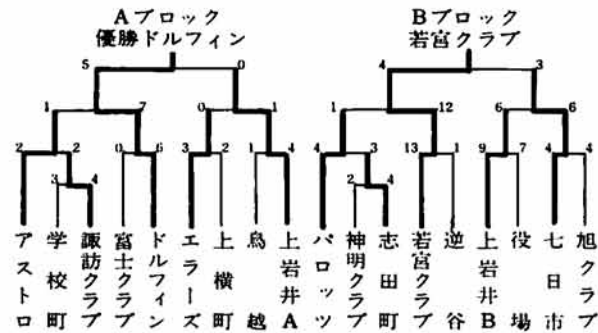 Aブロック
優勝ドルフィン
Bブロック
若宮クラブ
5 0 4 3
1 7 0 1 1 12 6 6
2 2 0 6 3 2 1 4 4 3 13 1 9 7 4 4
3 4 2 4
アストロ
学校町
諏訪クラブ
富士クラブ
ドルフィン
エラーズ
上横町
鳥越
上岩井A
バロッツ
神明クラブ
志田町
若宮クラブ
逆谷
上岩井B
役場
七日市
旭クラブ